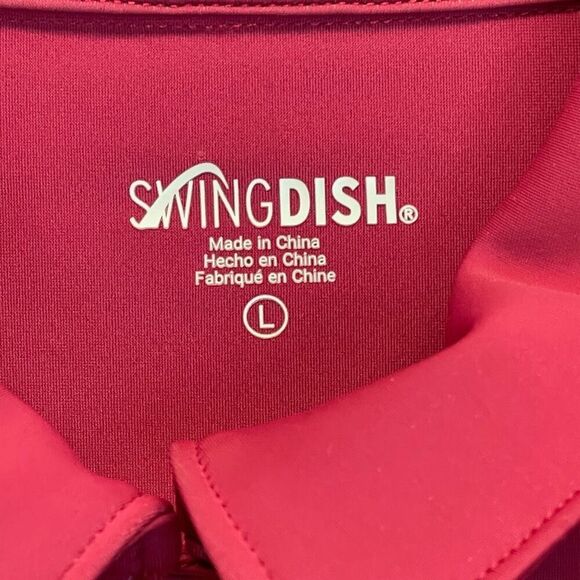 SWINGDISH®
Made in China
Hecho en China
Fabriqué en Chine
L